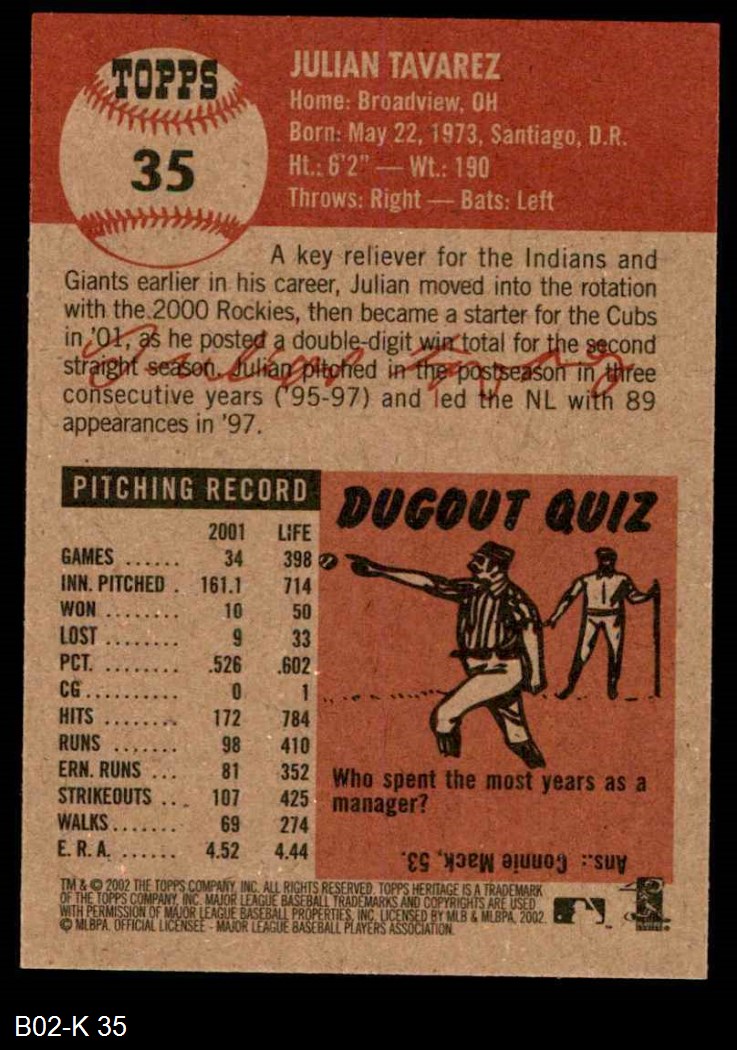 TOPPS
35
JULIAN TAVAREZ
Home: Broadview, OH
Born: May 22, 1973, Santiago, D.R.
Ht.: 6'2" — Wt.: 190
Throws: Right — Bats: Left
A key reliever for the Indians and
Giants earlier in his career, Julian moved into the rotation
with the 2000 Rockies, then became a starter for the Cubs
in '01, as he posted a double-digit win total for the second
straight season. Julian pitched in the postseason in three
consecutive years ('95-97) and led the NL with 89
appearances in '97.
Julian Tavarez
PITCHING RECORD
2001 LIFE
GAMES ...... 34 398
INN. PITCHED . 161.1 714
WON ........ 10 50
LOST ........ 9 33
PCT. ........ .526 .602
CG .......... 0 1
HITS ........ 172 784
RUNS ....... 98 410
ERN. RUNS ... 81 352
STRIKEOUTS ... 107 425
WALKS ....... 69 274
E. R. A. ...... 4.52 4.44
DUGOUT QUIZ
Who spent the most years as a
manager?
Ans.: Connie Mack, 53.
TM & © 2002 THE TOPPS COMPANY, INC. ALL RIGHTS RESERVED. TOPPS HERITAGE IS A TRADEMARK
OF THE TOPPS COMPANY, INC. MAJOR LEAGUE BASEBALL TRADEMARKS AND COPYRIGHTS ARE USED
WITH PERMISSION OF MAJOR LEAGUE BASEBALL PROPERTIES, INC. LICENSED BY MLB & MLBPA, 2002.
© MLBPA. OFFICIAL LICENSEE - MAJOR LEAGUE BASEBALL PLAYERS ASSOCIATION.
B02-K 35